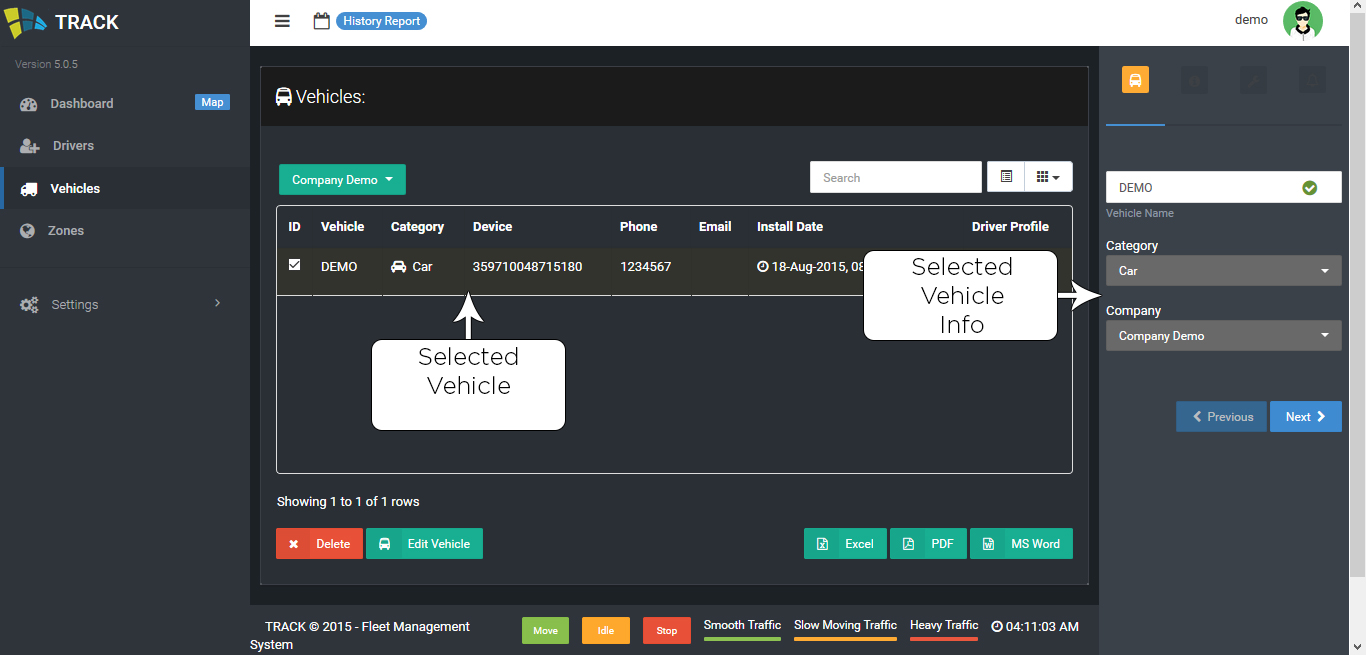 TRACK
Version 5.0.5
Dashboard
Map
Drivers
Vehicles
Zones
Settings
History Report
demo
Vehicles:
Company Demo
Search
ID Vehicle Category Device Phone Email Install Date Driver Profile
DEMO Car 359710048715180 1234567 18-Aug-2015, 08
Selected
Vehicle
Selected
Vehicle
Info
Showing 1 to 1 of 1 rows
Delete
Edit Vehicle
Excel
PDF
MS Word
DEMO
Vehicle Name
Category
Car
Company
Company Demo
Previous
Next
TRACK © 2015 - Fleet Management
System
Move
Idle
Stop
Smooth Traffic
Slow Moving Traffic
Heavy Traffic
04:11:03 AM